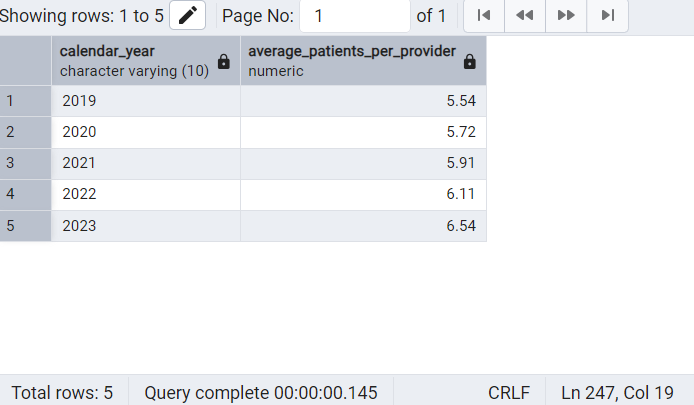 Showing rows: 1 to 5 Page No: 1 of 1
calendar_year average_patients_per_provider
character varying (10) numeric
1 2019 5.54
2 2020 5.72
3 2021 5.91
4 2022 6.11
5 2023 6.54
Total rows: 5 Query complete 00:00:00.145 CRLF Ln 247, Col 19